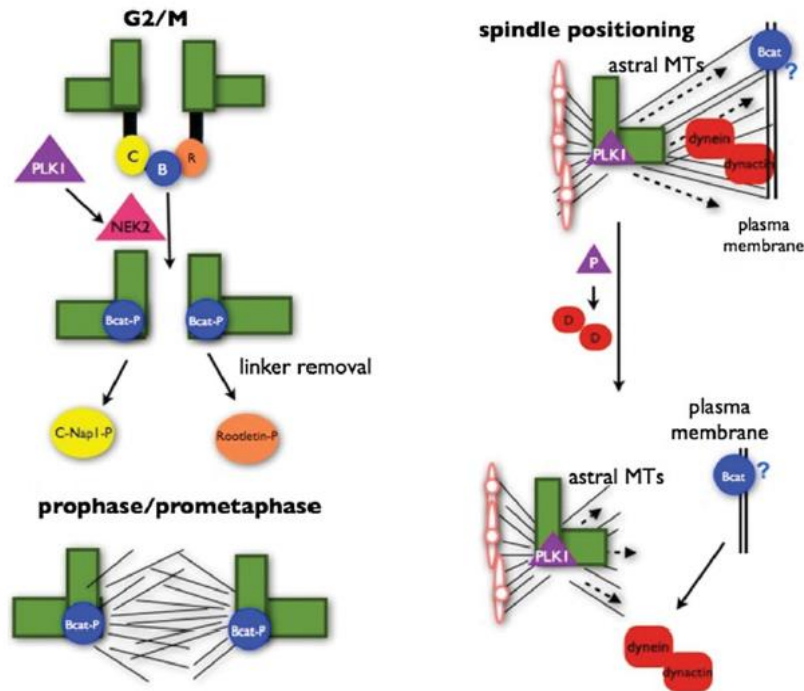 G2/M
C
B
R
PLK1
NEK2
Bcat-P
Bcat-P
linker removal
C-Nap1-P
Rootletin-P
prophase/prometaphase
Bcat-P
Bcat-P
spindle positioning
astral MTs
Bcat
?
PLK1
dynein
dynactin
plasma
membrane
P
D
D
plasma
membrane
astral MTs
Bcat
?
PLK1
dynein
dynactin